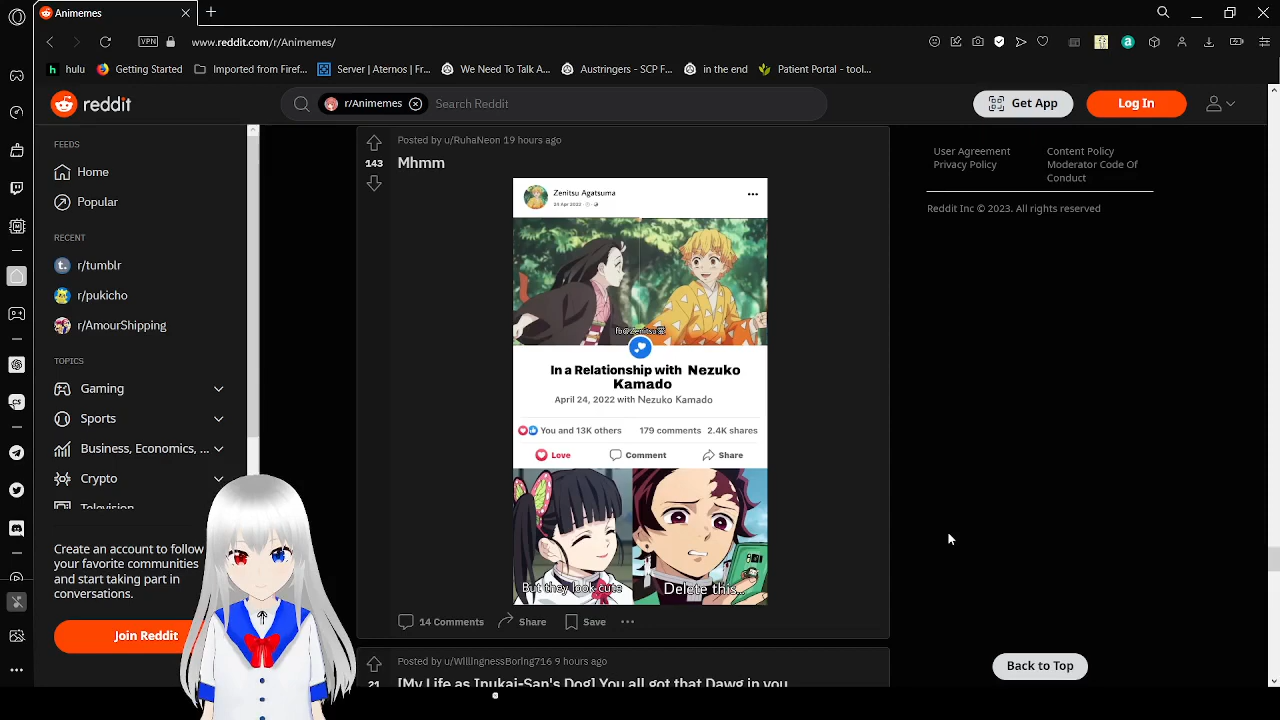 Animemes
VPN
www.reddit.com/r/Animemes/
hulu
Getting Started
Imported from Firef...
Server | Aternos | Fr...
We Need To Talk A...
Austringers - SCP F...
in the end
Patient Portal - tool...
reddit
r/Animemes
Search Reddit
Get App
Log In
FEEDS
Home
Popular
RECENT
r/tumblr
r/pukicho
r/AmourShipping
TOPICS
Gaming
Sports
Business, Economics, ...
Crypto
Television
Create an account to follow
your favorite communities
and start taking part in
conversations.
Join Reddit
Posted by u/RuhaNeon 19 hours ago
143
Mhmm
Zenitsu Agatsuma
24 Apr 2022
In a Relationship with Nezuko
Kamado
April 24, 2022 with Nezuko Kamado
You and 13K others
179 comments
2.4K shares
Love
Comment
Share
But they look cute
Delete this...
14 Comments
Share
Save
Posted by u/WillingnessBoring716 9 hours ago
21
[My Life as Inukai-San's Dog] You all got that Dawg in you
User Agreement
Privacy Policy
Content Policy
Moderator Code Of
Conduct
Reddit Inc © 2023. All rights reserved
Back to Top